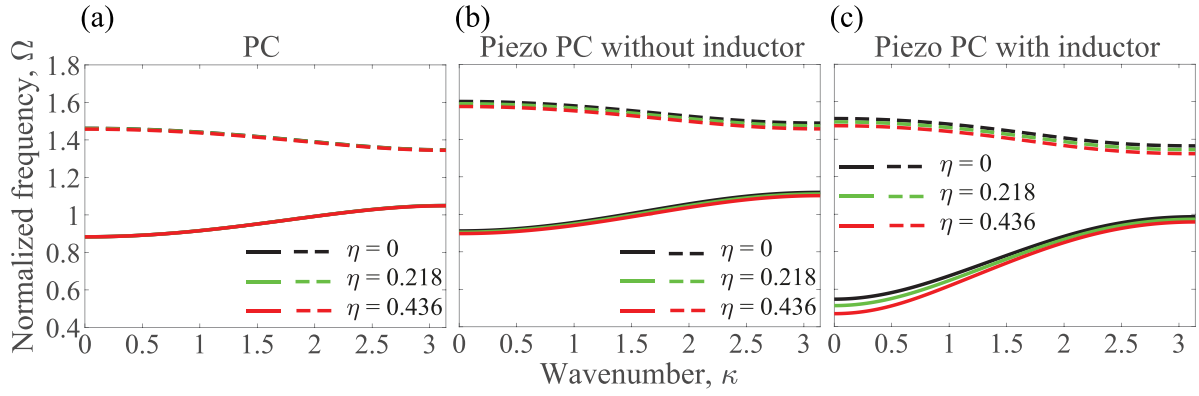 (a)
PC
Normalized frequency, Ω
1.8
1.6
1.4
1.2
1
0.8
0.6
0.4
η = 0
η = 0.218
η = 0.436
0 0.5 1 1.5 2 2.5 3
(b)
Piezo PC without inductor
η = 0
η = 0.218
η = 0.436
0 0.5 1 1.5 2 2.5 3
Wavenumber, κ
(c)
Piezo PC with inductor
η = 0
η = 0.218
η = 0.436
0 0.5 1 1.5 2 2.5 3